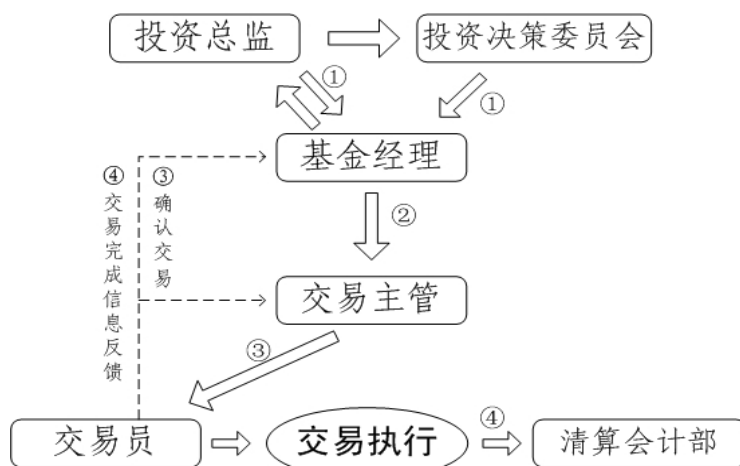 投资总监
投资决策委员会
①
①
基金经理
④交易完成信息反馈
③确认交易
②
交易主管
③
交易员
交易执行
④
清算会计部